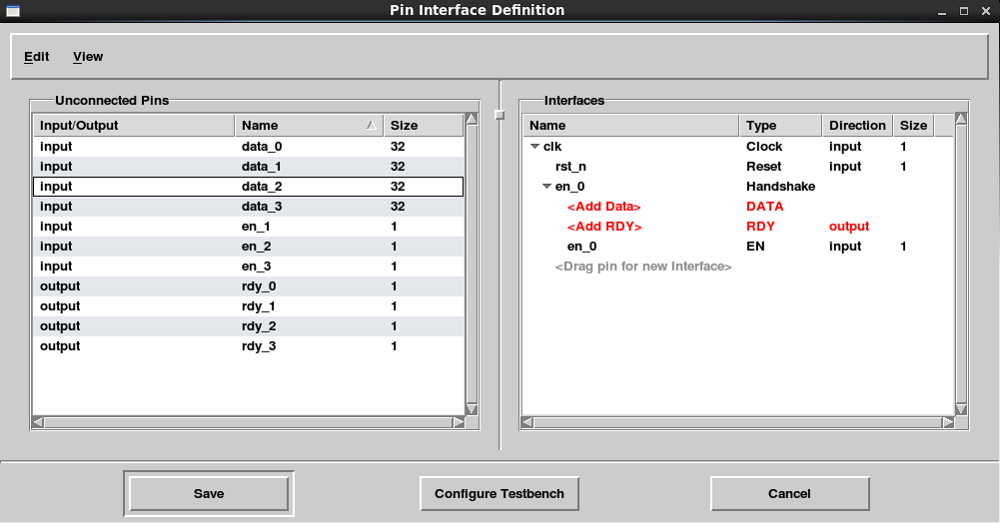 Pin Interface Definition
Edit View
Unconnected Pins
Input/Output Name Size
input data_0 32
input data_1 32
input data_2 32
input data_3 32
input en_1 1
input en_2 1
input en_3 1
output rdy_0 1
output rdy_1 1
output rdy_2 1
output rdy_3 1
Interfaces
Name Type Direction Size
clk Clock input 1
rst_n Reset input 1
en_0 Handshake
<Add Data> DATA
<Add RDY> RDY output
en_0 EN input 1
<Drag pin for new Interface>
Save Configure Testbench Cancel